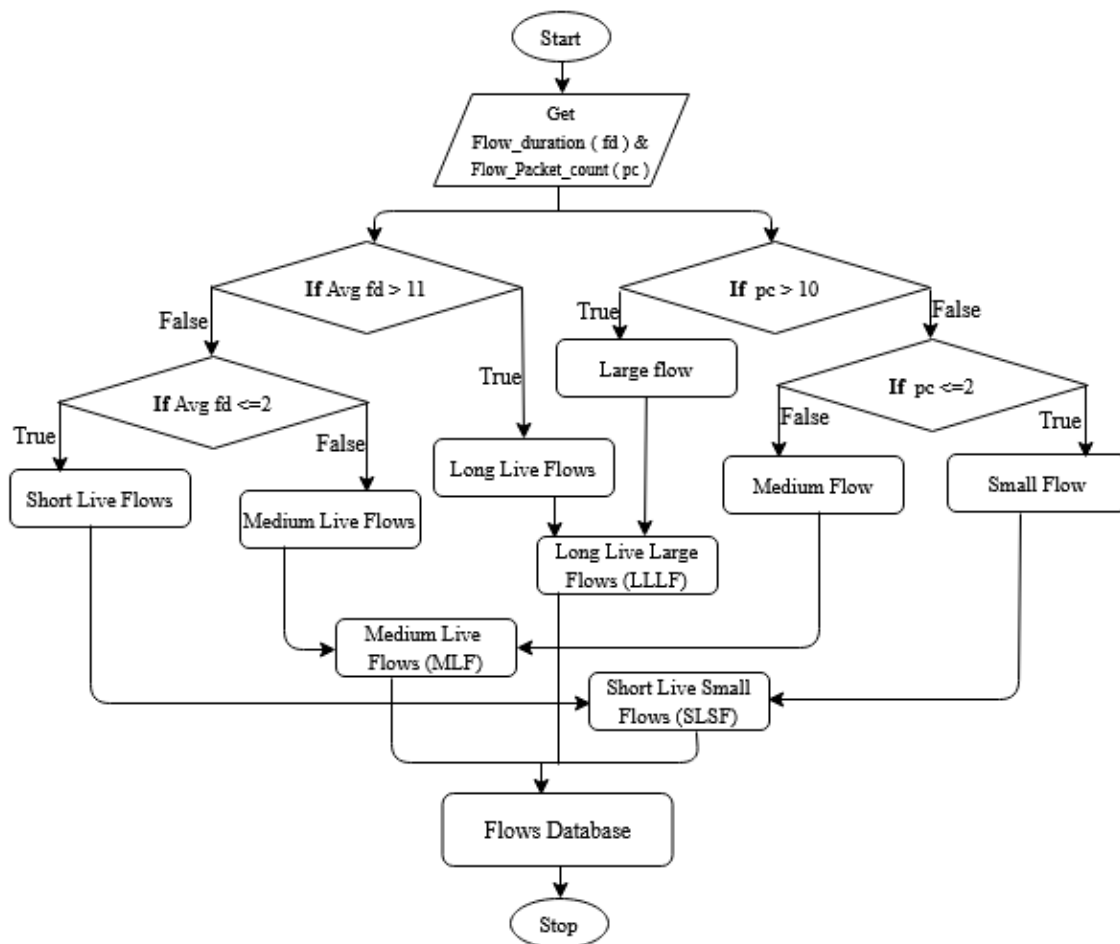 Start
Get
Flow_duration ( fd ) &
Flow_Packet_count ( pc )
If Avg fd > 11
If pc > 10
False
True
True
False
If Avg fd <=2
Large flow
If pc <=2
True
False
True
False
True
Short Live Flows
Medium Live Flows
Long Live Flows
Medium Flow
Small Flow
Long Live Large
Flows (LLLF)
Medium Live
Flows (MLF)
Short Live Small
Flows (SLSF)
Flows Database
Stop